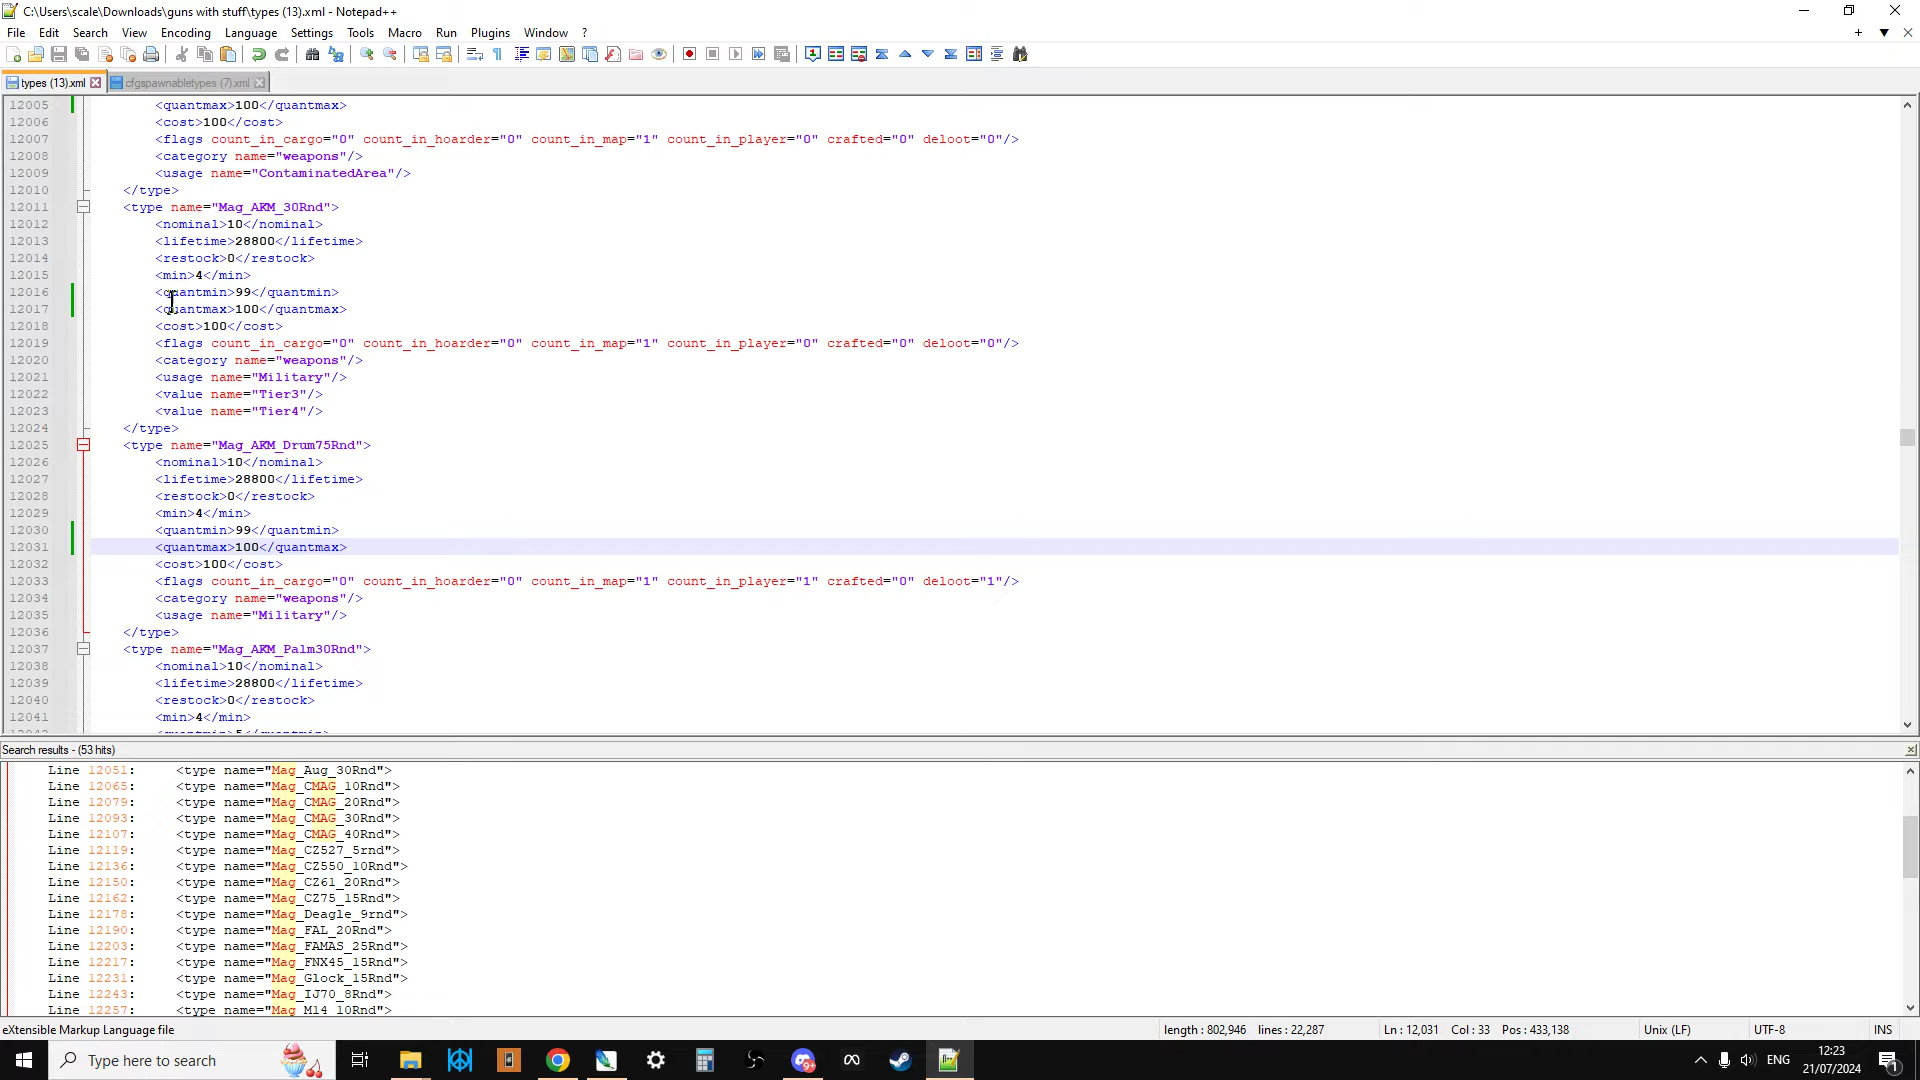 C:\Users\scale\Downloads\guns with stuff\types (13).xml - Notepad++
File Edit Search View Encoding Language Settings Tools Macro Run Plugins Window ?
types (13).xml cfgspawnabletypes (7).xml
12005 <quantmax>100</quantmax>
12006 <cost>100</cost>
12007 <flags count_in_cargo="0" count_in_hoarder="0" count_in_map="1" count_in_player="0" crafted="0" deloot="0"/>
12008 <category name="weapons"/>
12009 <usage name="ContaminatedArea"/>
12010 </type>
12011 <type name="Mag_AKM_30Rnd">
12012 <nominal>10</nominal>
12013 <lifetime>28800</lifetime>
12014 <restock>0</restock>
12015 <min>4</min>
12016 <quantmin>99</quantmin>
12017 <quantmax>100</quantmax>
12018 <cost>100</cost>
12019 <flags count_in_cargo="0" count_in_hoarder="0" count_in_map="1" count_in_player="0" crafted="0" deloot="0"/>
12020 <category name="weapons"/>
12021 <usage name="Military"/>
12022 <value name="Tier3"/>
12023 <value name="Tier4"/>
12024 </type>
12025 <type name="Mag_AKM_Drum75Rnd">
12026 <nominal>10</nominal>
12027 <lifetime>28800</lifetime>
12028 <restock>0</restock>
12029 <min>4</min>
12030 <quantmin>99</quantmin>
12031 <quantmax>100</quantmax>
12032 <cost>100</cost>
12033 <flags count_in_cargo="0" count_in_hoarder="0" count_in_map="1" count_in_player="1" crafted="0" deloot="1"/>
12034 <category name="weapons"/>
12035 <usage name="Military"/>
12036 </type>
12037 <type name="Mag_AKM_Palm30Rnd">
12038 <nominal>10</nominal>
12039 <lifetime>28800</lifetime>
12040 <restock>0</restock>
12041 <min>4</min>
Search results - (53 hits)
Line 12051: <type name="Mag_Aug_30Rnd">
Line 12065: <type name="Mag_CMAG_10Rnd">
Line 12079: <type name="Mag_CMAG_20Rnd">
Line 12093: <type name="Mag_CMAG_30Rnd">
Line 12107: <type name="Mag_CMAG_40Rnd">
Line 12119: <type name="Mag_CZ527_5rnd">
Line 12136: <type name="Mag_CZ550_10Rnd">
Line 12150: <type name="Mag_CZ61_20Rnd">
Line 12162: <type name="Mag_CZ75_15Rnd">
Line 12178: <type name="Mag_Deagle_9rnd">
Line 12190: <type name="Mag_FAL_20Rnd">
Line 12203: <type name="Mag_FAMAS_25Rnd">
Line 12217: <type name="Mag_FNX45_15Rnd">
Line 12231: <type name="Mag_Glock_15Rnd">
Line 12243: <type name="Mag_IJ70_8Rnd">
Line 12257: <type name="Mag_M14_10Rnd">
eXtensible Markup Language file length : 802,946 lines : 22,287 Ln : 12,031 Col : 33 Pos : 433,138 Unix (LF) UTF-8 INS
Type here to search
ENG
12:23
21/07/2024